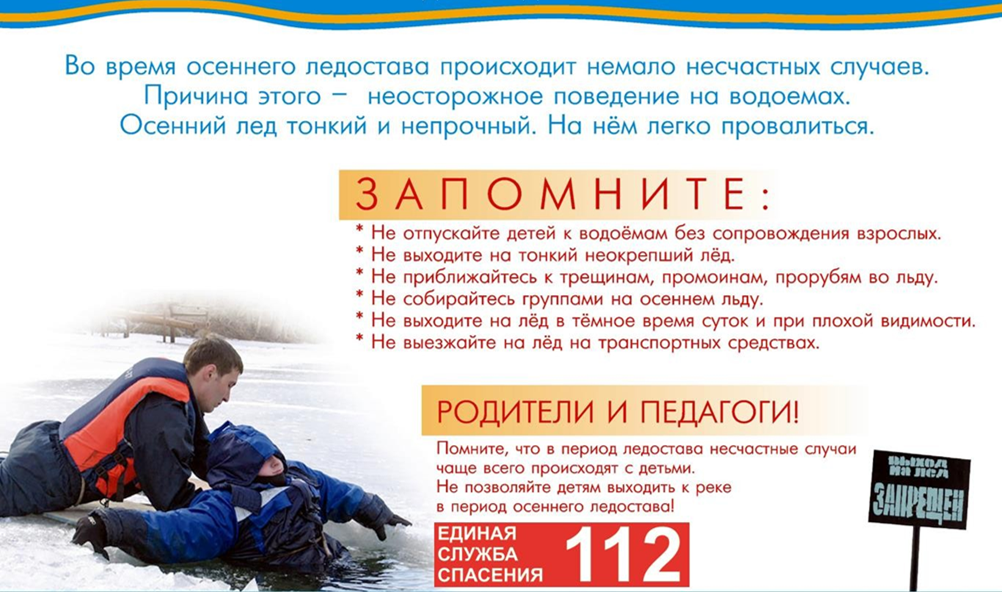 Во время осеннего ледостава происходит немало несчастных случаев.
Причина этого – неосторожное поведение на водоемах.
Осенний лед тонкий и непрочный. На нём легко провалиться.
ЗАПОМНИТЕ:
* Не отпускайте детей к водоёмам без сопровождения взрослых.
* Не выходите на тонкий неокрепший лёд.
* Не приближайтесь к трещинам, промоинам, прорубям во льду.
* Не собирайтесь группами на осеннем льду.
* Не выходите на лёд в тёмное время суток и при плохой видимости.
* Не выезжайте на лёд на транспортных средствах.
РОДИТЕЛИ И ПЕДАГОГИ!
Помните, что в период ледостава несчастные случаи
чаще всего происходят с детьми.
Не позволяйте детям выходить к реке
в период осеннего ледостава!
ЕДИНАЯ
СЛУЖБА
СПАСЕНИЯ
112
ВЫХОД
НА ЛЕД
ЗАПРЕЩЕН